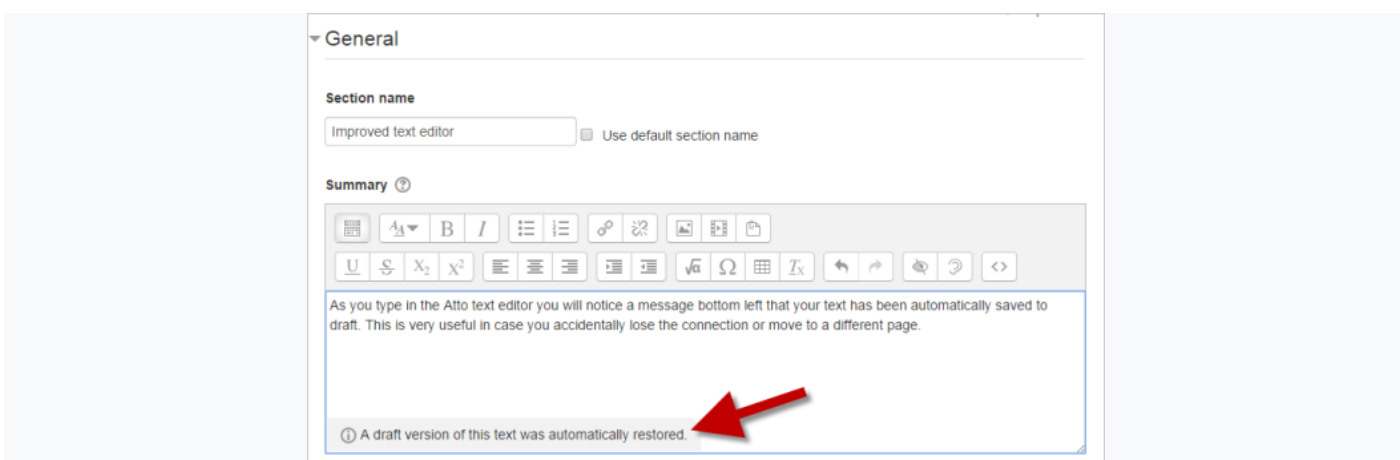 General
Section name
Improved text editor
Use default section name
Summary
As you type in the Atto text editor you will notice a message bottom left that your text has been automatically saved to
draft. This is very useful in case you accidentally lose the connection or move to a different page.
A draft version of this text was automatically restored.